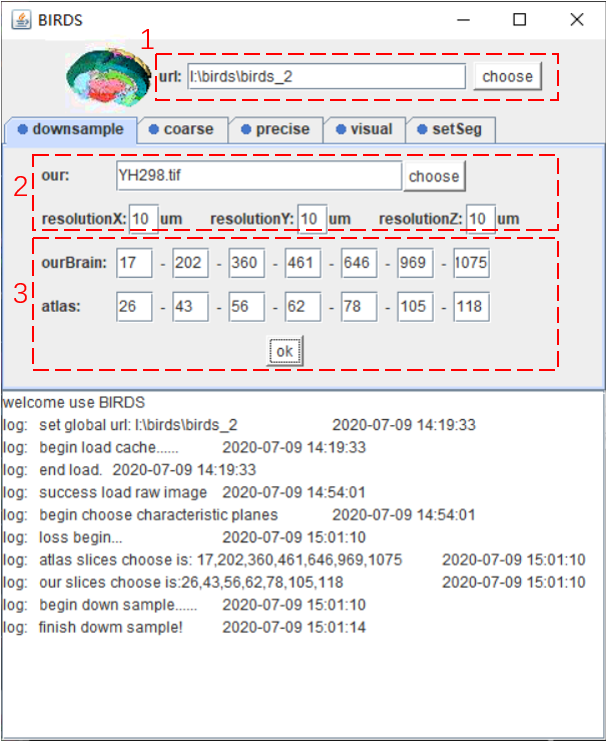 BIRDS
1
url: I:\birds\birds_2 choose
downsample coarse precise visual setSeg
2
our: YH298.tif choose
resolutionX: 10 um resolutionY: 10 um resolutionZ: 10 um
3
ourBrain: 17 - 202 - 360 - 461 - 646 - 969 - 1075
atlas: 26 - 43 - 56 - 62 - 78 - 105 - 118
ok
welcome use BIRDS
log: set global url: I:\birds\birds_2 2020-07-09 14:19:33
log: begin load cache...... 2020-07-09 14:19:33
log: end load. 2020-07-09 14:19:33
log: success load raw image 2020-07-09 14:54:01
log: begin choose characteristic planes 2020-07-09 14:54:01
log: loss begin... 2020-07-09 15:01:10
log: atlas slices choose is: 17,202,360,461,646,969,1075 2020-07-09 15:01:10
log: our slices choose is:26,43,56,62,78,105,118 2020-07-09 15:01:10
log: begin down sample...... 2020-07-09 15:01:10
log: finish dowm sample! 2020-07-09 15:01:14